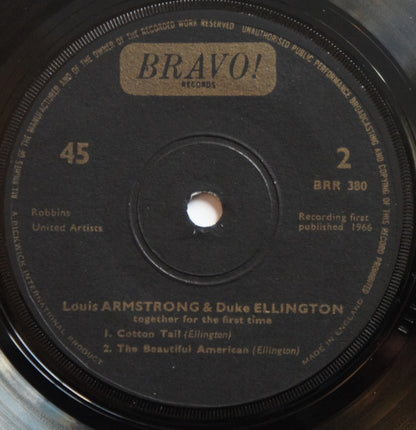 ALL RIGHTS OF THE MANUFACTURER AND OF THE OWNER OF THE RECORDED WORK RESERVED UNAUTHORISED PUBLIC PERFORMANCE BROADCASTING AND COPYING OF THIS RECORD PROHIBITED
BRAVO!
RECORDS
45
2
BRR 380
Robbins
United Artists
Recording first
published 1966
Louis ARMSTRONG & Duke ELLINGTON
together for the first time
1. Cotton Tail (Ellington)
2. The Beautiful American (Ellington)
A PICKWICK INTERNATIONAL PRODUCT
MADE IN ENGLAND